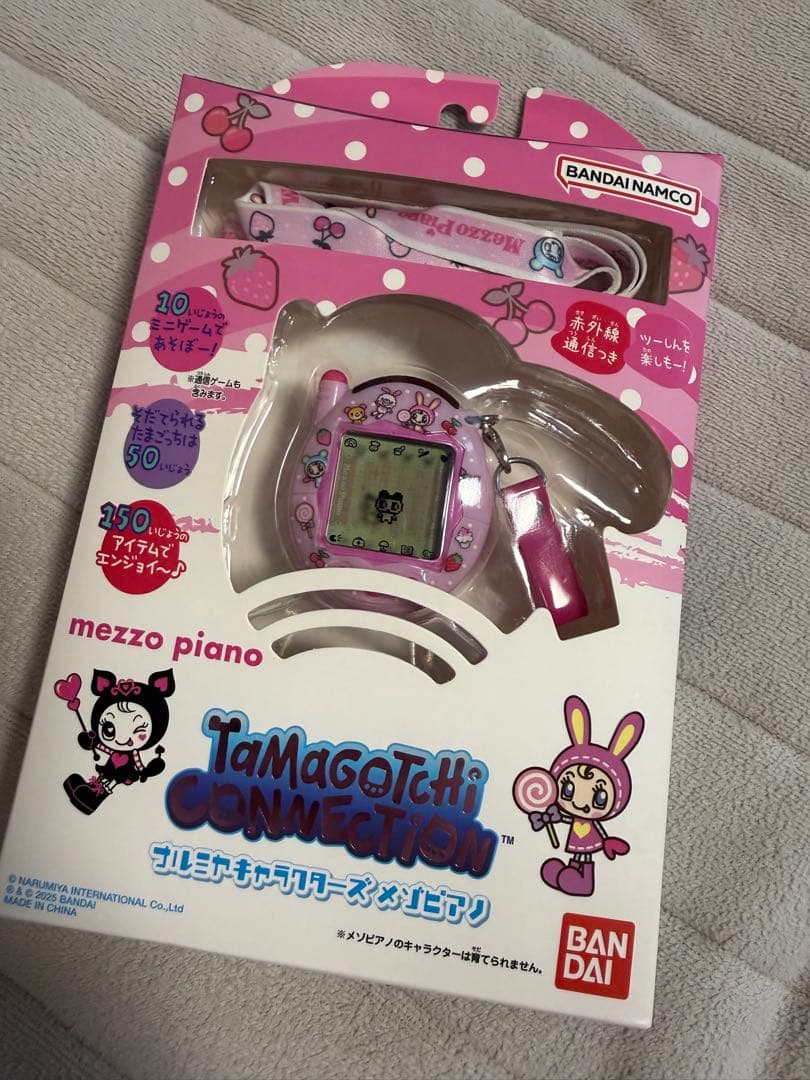 BANDAI NAMCO
Mezzo Piano
10いじょうの
ミニゲームで
あそぼー!
※通信ゲームも
含みます。
赤外線
通信つき
ツーしんを
楽しもー!
そだてられる
たまごっちは
50いじょう
150いじょうの
アイテムで
エンジョイ〜♪
mezzo piano
TAMAGOTCHI
CONNECTION™
ナルミヤキャラクターズ メゾピアノ
© NARUMIYA INTERNATIONAL Co.,Ltd
® & © 2025 BANDAI
MADE IN CHINA
※メゾピアノのキャラクターは育てられません。
BAN
DAI